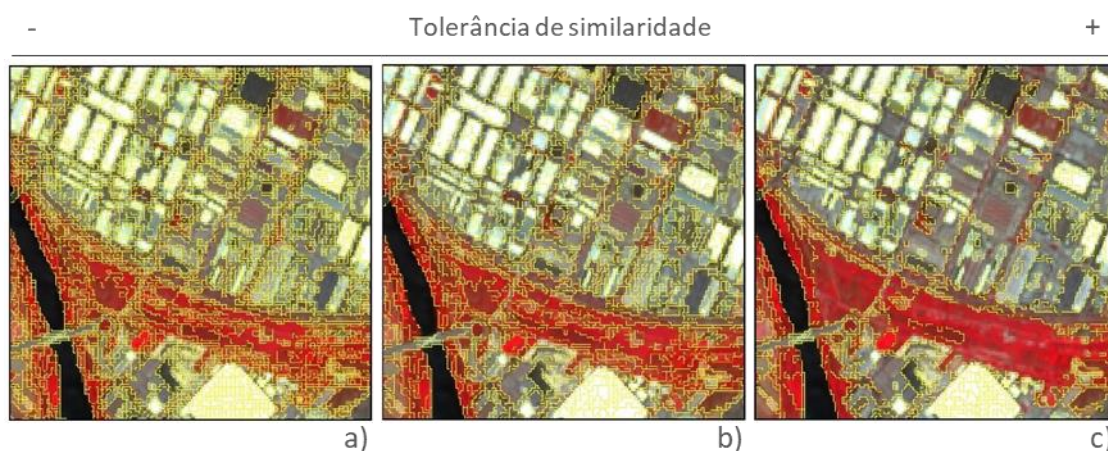 - Tolerância de similaridade +
a) b) c)